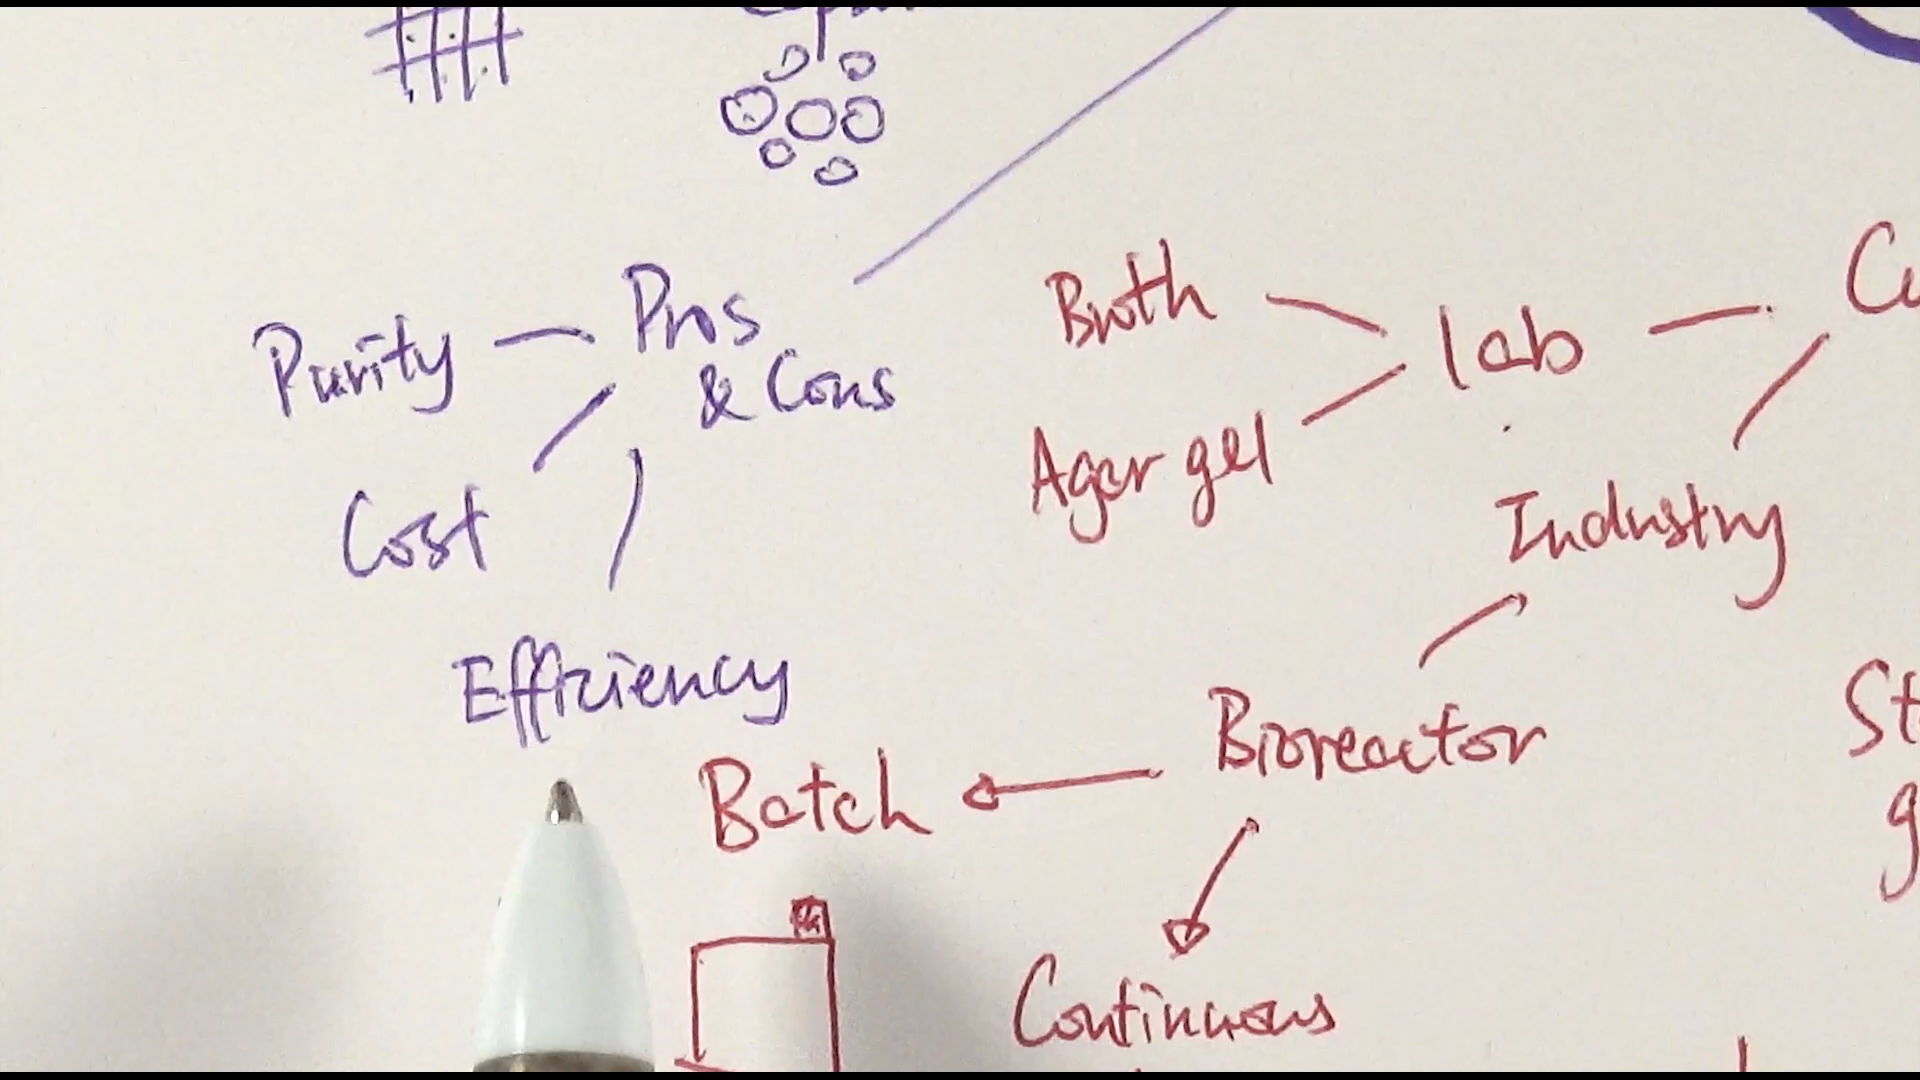 Pros
& Cons
Purity
Cost
Efficiency
Broth
Agar gel
lab
Industry
Bioreactor
Batch
Continuous